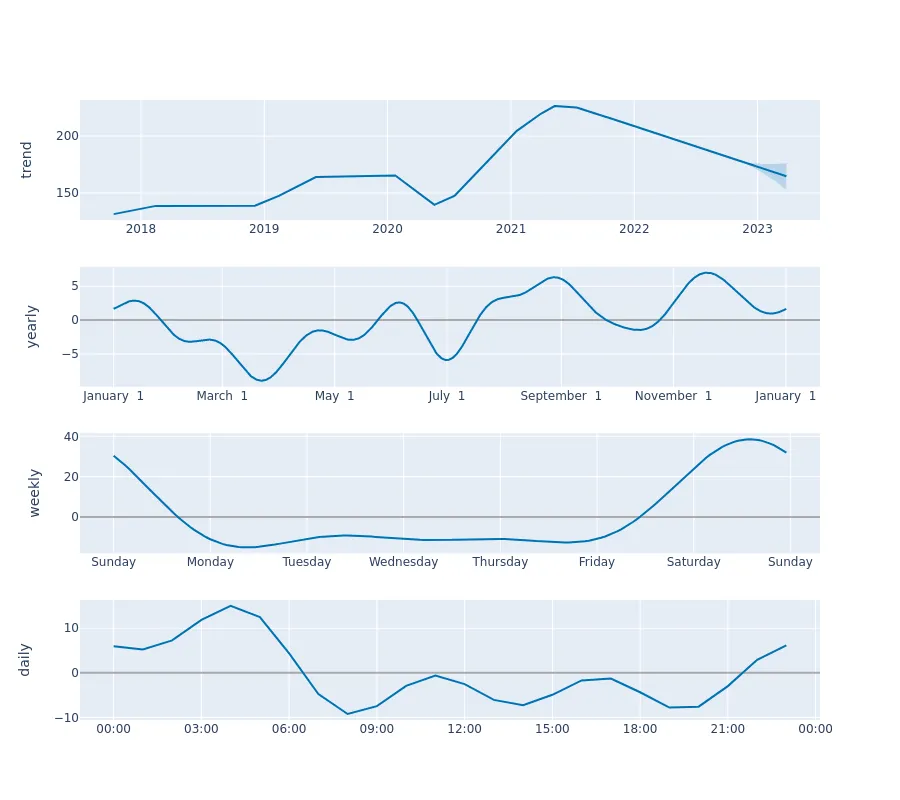 trend
200
150
2018 2019 2020 2021 2022 2023
yearly
5
0
−5
January 1 March 1 May 1 July 1 September 1 November 1 January 1
weekly
40
20
0
Sunday Monday Tuesday Wednesday Thursday Friday Saturday Sunday
daily
10
0
−10
00:00 03:00 06:00 09:00 12:00 15:00 18:00 21:00 00:00